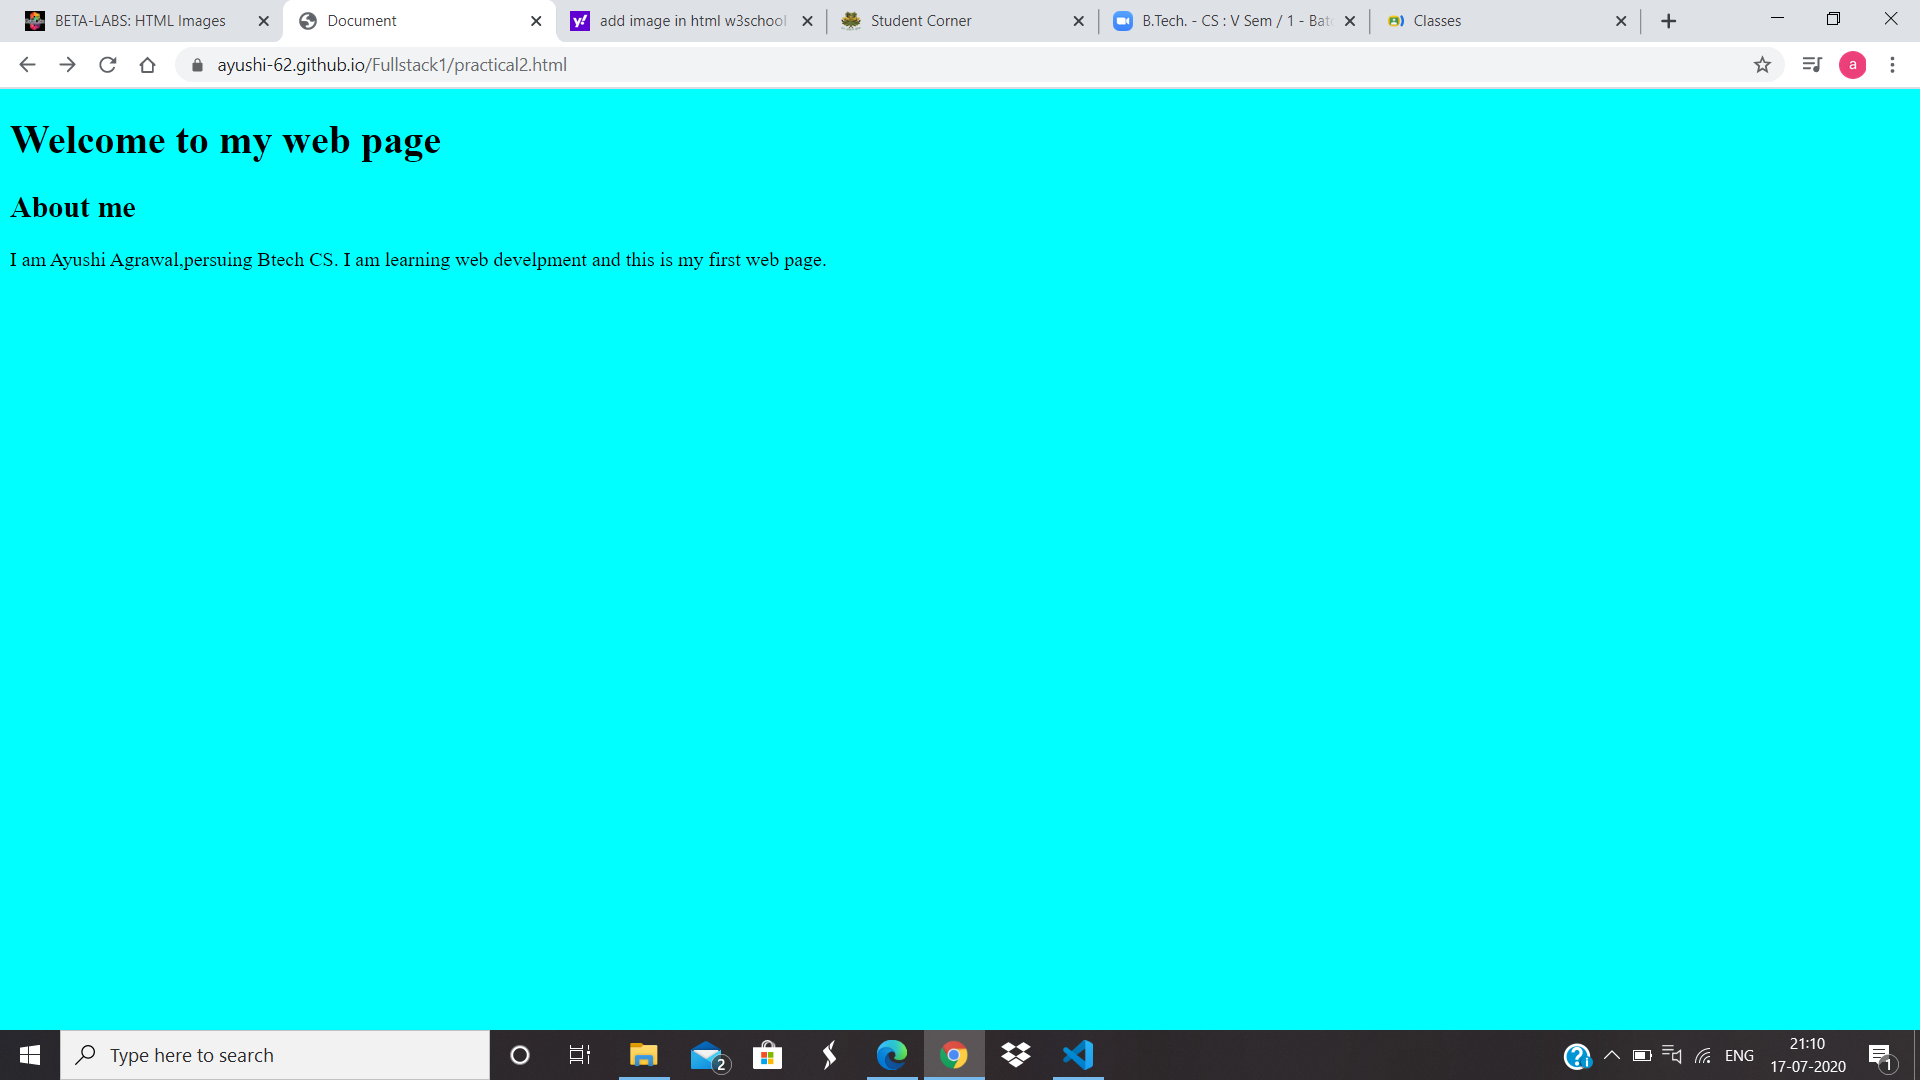 BETA-LABS: HTML Images
Document
add image in html w3school
Student Corner
B.Tech. - CS : V Sem / 1 - Bat
Classes
ayushi-62.github.io/Fullstack1/practical2.html
a
Welcome to my web page
About me
I am Ayushi Agrawal,persuing Btech CS. I am learning web develpment and this is my first web page.
Type here to search
2
ENG
21:10
17-07-2020
1